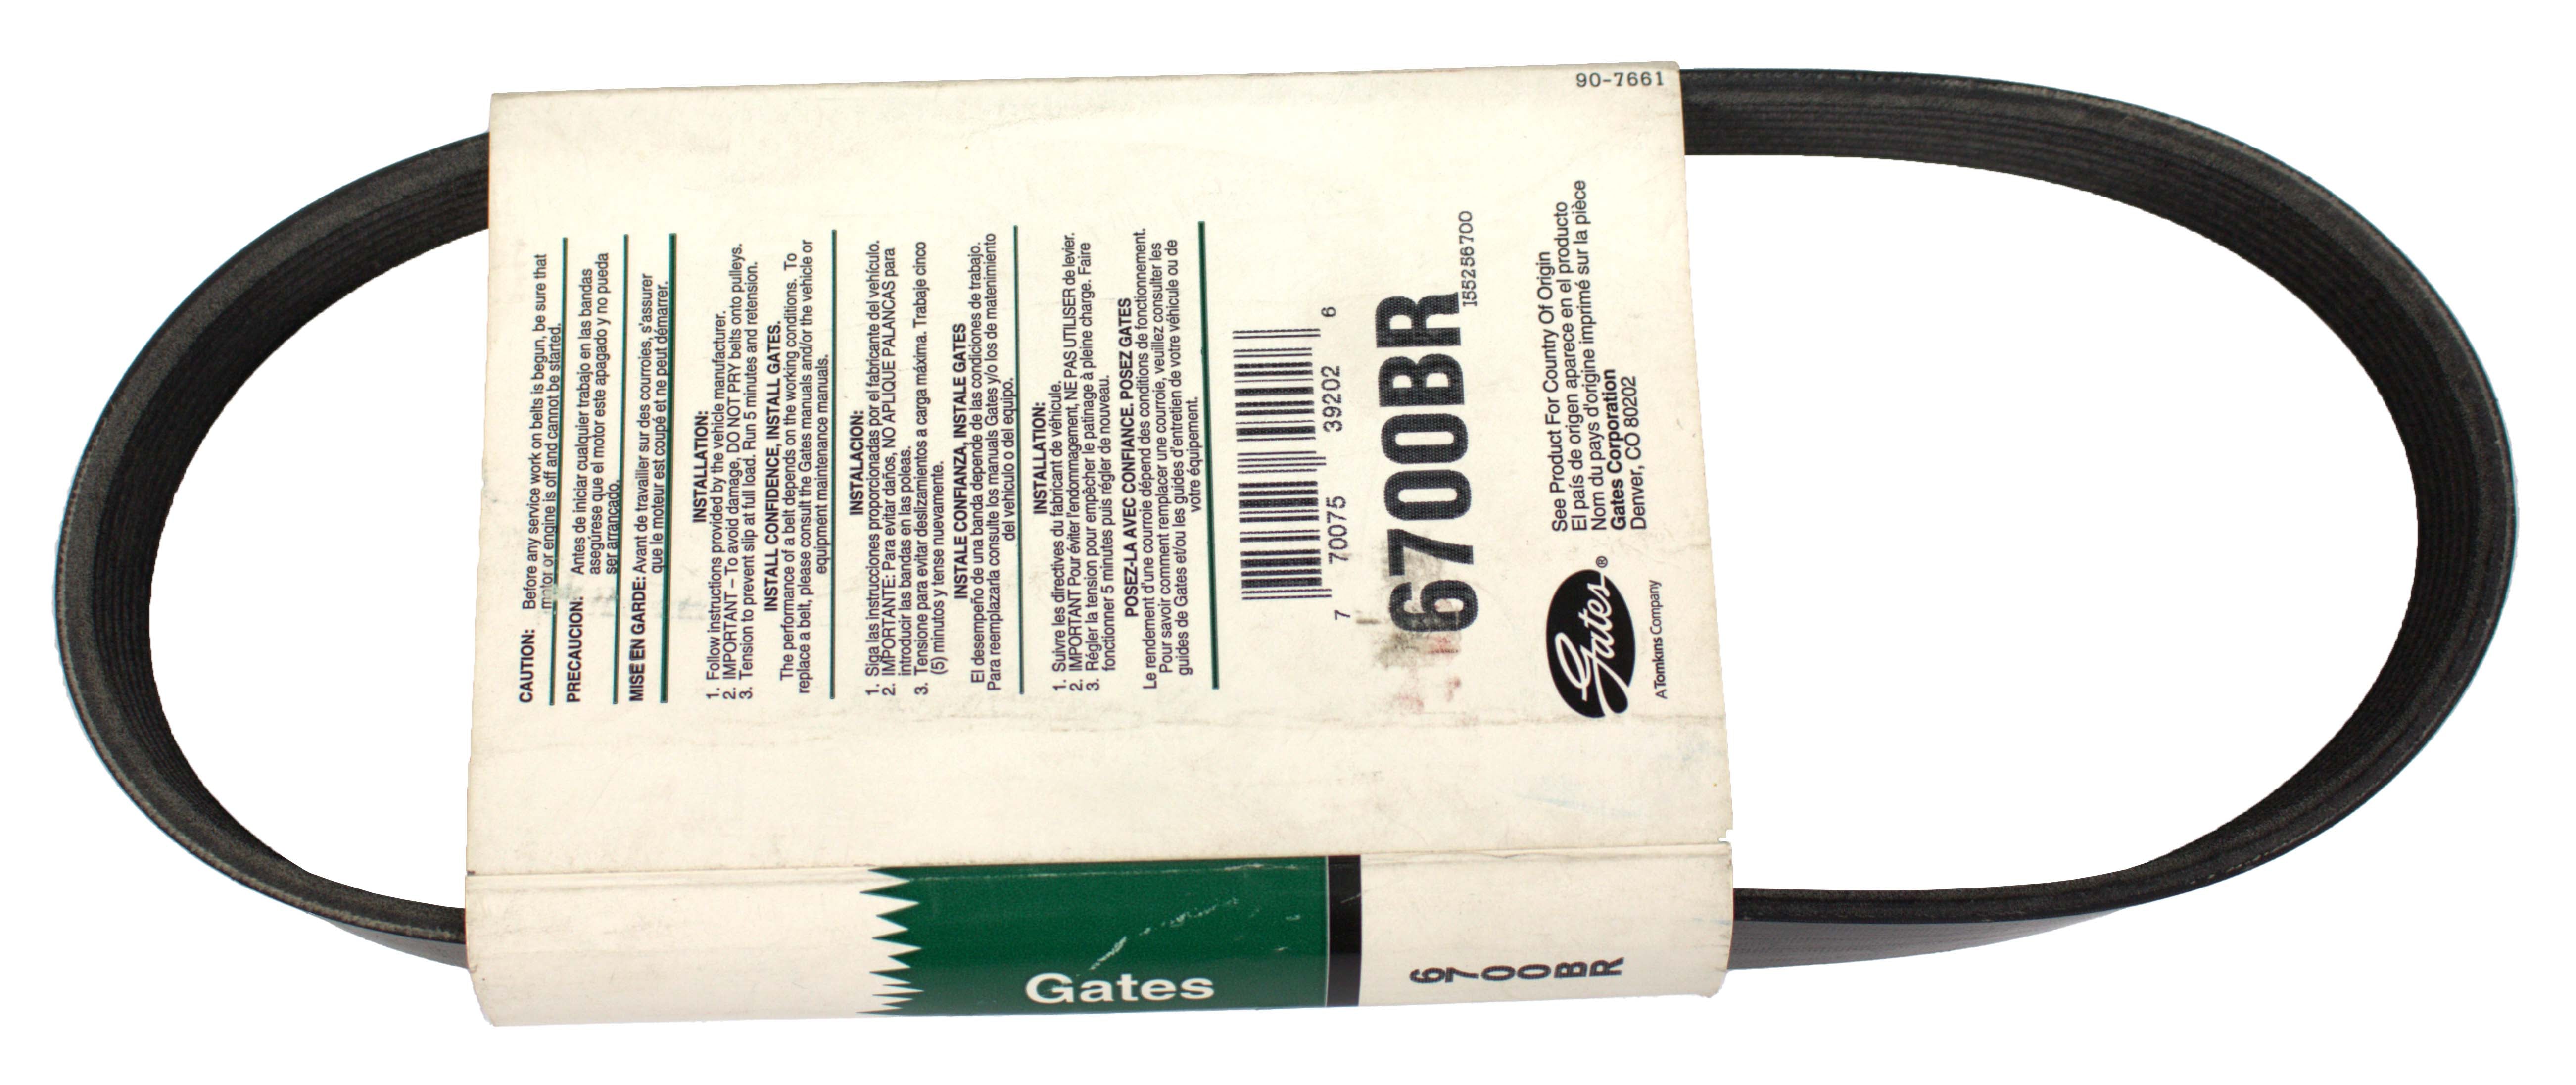 90-7661
CAUTION: Before any service work on belts is begun, be sure that
motor or engine is off and cannot be started.
PRECAUCION: Antes de iniciar cualquier trabajo en las bandas
asegúrese que el motor este apagado y no pueda
ser arrancado.
MISE EN GARDE: Avant de travailler sur des courroies, s'assurer
que le moteur est coupé et ne peut démarrer.
INSTALLATION:
1. Follow instructions provided by the vehicle manufacturer.
2. IMPORTANT – To avoid damage, DO NOT PRY belts onto pulleys.
3. Tension to prevent slip at full load. Run 5 minutes and retension.
INSTALL CONFIDENCE, INSTALL GATES.
The performance of a belt depends on the working conditions. To
replace a belt, please consult the Gates manuals and/or the vehicle or
equipment maintenance manuals.
INSTALACION:
1. Siga las instrucciones proporcionadas por el fabricante del vehículo.
2. IMPORTANTE: Para evitar daños, NO APLIQUE PALANCAS para
introducir las bandas en las poleas.
3. Tensione para evitar deslizamientos a carga máxima. Trabaje cinco
(5) minutos y tense nuevamente.
INSTALE CONFIANZA, INSTALE GATES
El desempeño de una banda depende de las condiciones de trabajo.
Para reemplazarla consulte los manuals Gates y/o los de matenimiento
del vehículo o del equipo.
INSTALLATION:
1. Suivre les directives du fabricant de véhicule.
2. IMPORTANT Pour éviter l'endommagement, NE PAS UTILISER de levier.
3. Régler la tension pour empêcher le patinage à pleine charge. Faire
fonctionner 5 minutes puis régler de nouveau.
POSEZ-LA AVEC CONFIANCE. POSEZ GATES
Le rendement d'une courroie dépend des conditions de fonctionnement.
Pour savoir comment remplacer une courroie, veuillez consulter les
guides de Gates et/ou les guides d'entretien de votre véhicule ou de
votre équipement.
7 70075 39202 6
6700BR
155256700
Gates®
A Tomkins Company
See Product For Country Of Origin
El país de origen aparece en el producto
Nom du pays d'origine imprimé sur la pièce
Gates Corporation
Denver, CO 80202
Gates
6700BR